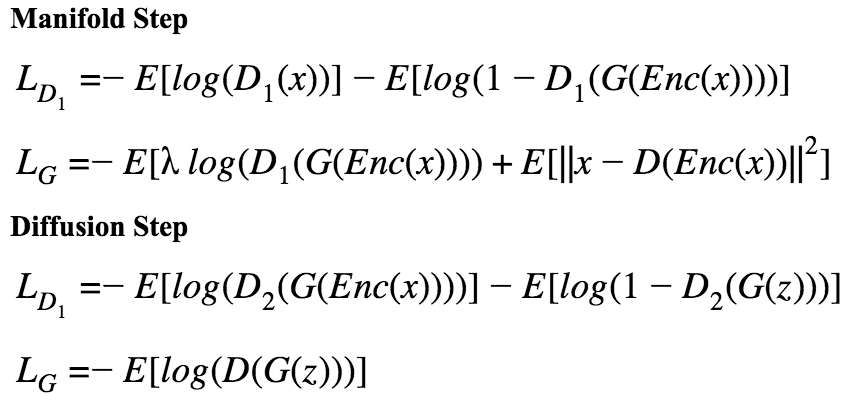 Manifold Step
L_{D_1} =− E[log(D_1(x))] − E[log(1 − D_1(G(Enc(x))))]
L_G =− E[λ log(D_1(G(Enc(x)))) + E[‖x − D(Enc(x))‖^2]
Diffusion Step
L_{D_1} =− E[log(D_2(G(Enc(x))))] − E[log(1 − D_2(G(z)))]
L_G =− E[log(D(G(z)))]